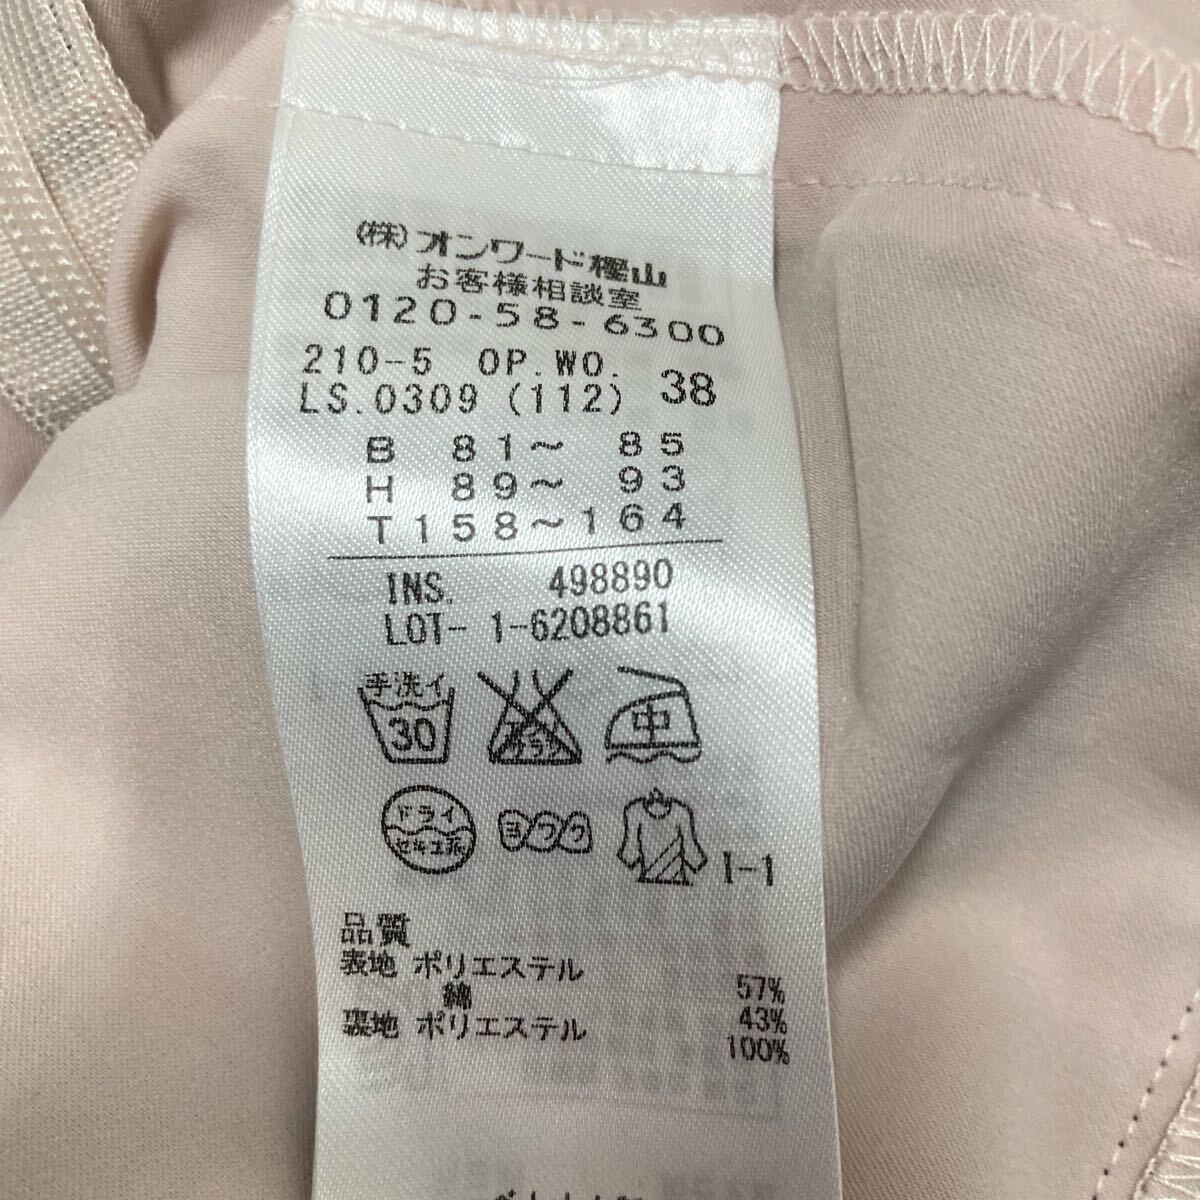 (株)オンワード樫山
お客様相談室
0120-58-6300
210-5 OP.WO.
LS.0309 (112) 38
B 81～ 85
H 89～ 93
T158～164
INS. 498890
LOT- 1-6208861
手洗イ
30
中
ドライ
セキユ系
ヨワク
I-1
品質
表地 ポリエステル 57%
綿 43%
裏地 ポリエステル 100%